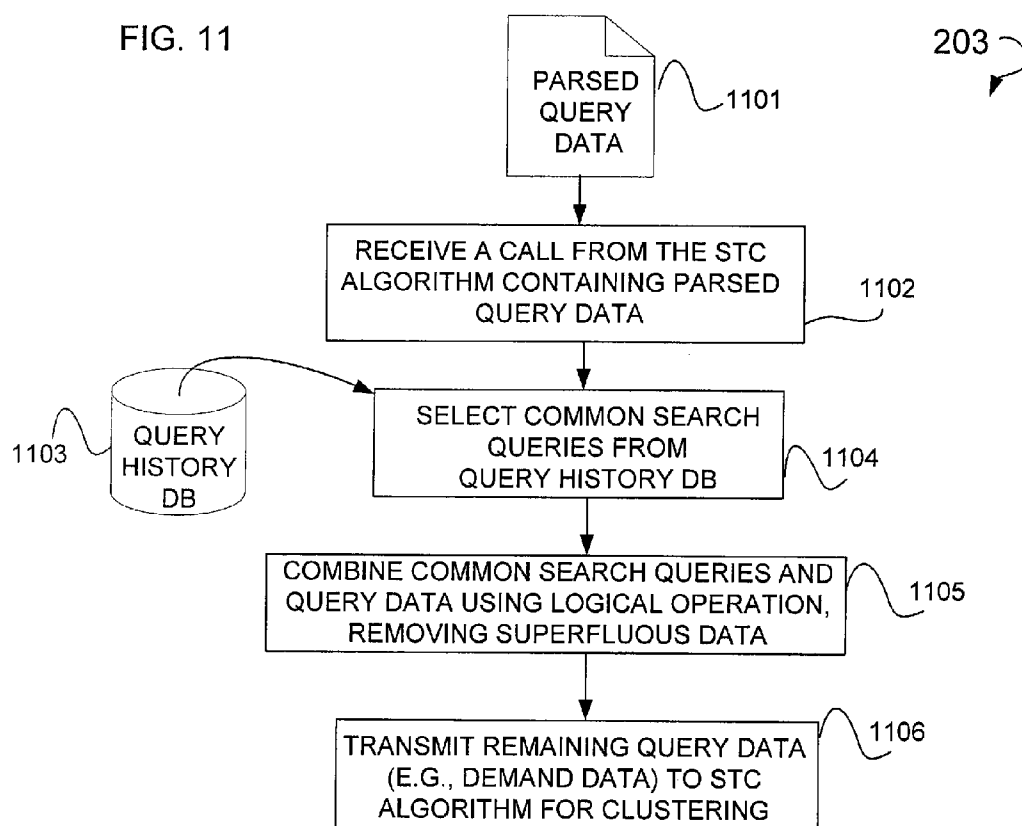 FIG. 11
203
PARSED
QUERY
DATA
1101
RECEIVE A CALL FROM THE STC
ALGORITHM CONTAINING PARSED
QUERY DATA
1102
QUERY
HISTORY
DB
1103
SELECT COMMON SEARCH
QUERIES FROM
QUERY HISTORY DB
1104
COMBINE COMMON SEARCH QUERIES AND
QUERY DATA USING LOGICAL OPERATION,
REMOVING SUPERFLUOUS DATA
1105
TRANSMIT REMAINING QUERY DATA
(E.G., DEMAND DATA) TO STC
ALGORITHM FOR CLUSTERING
1106